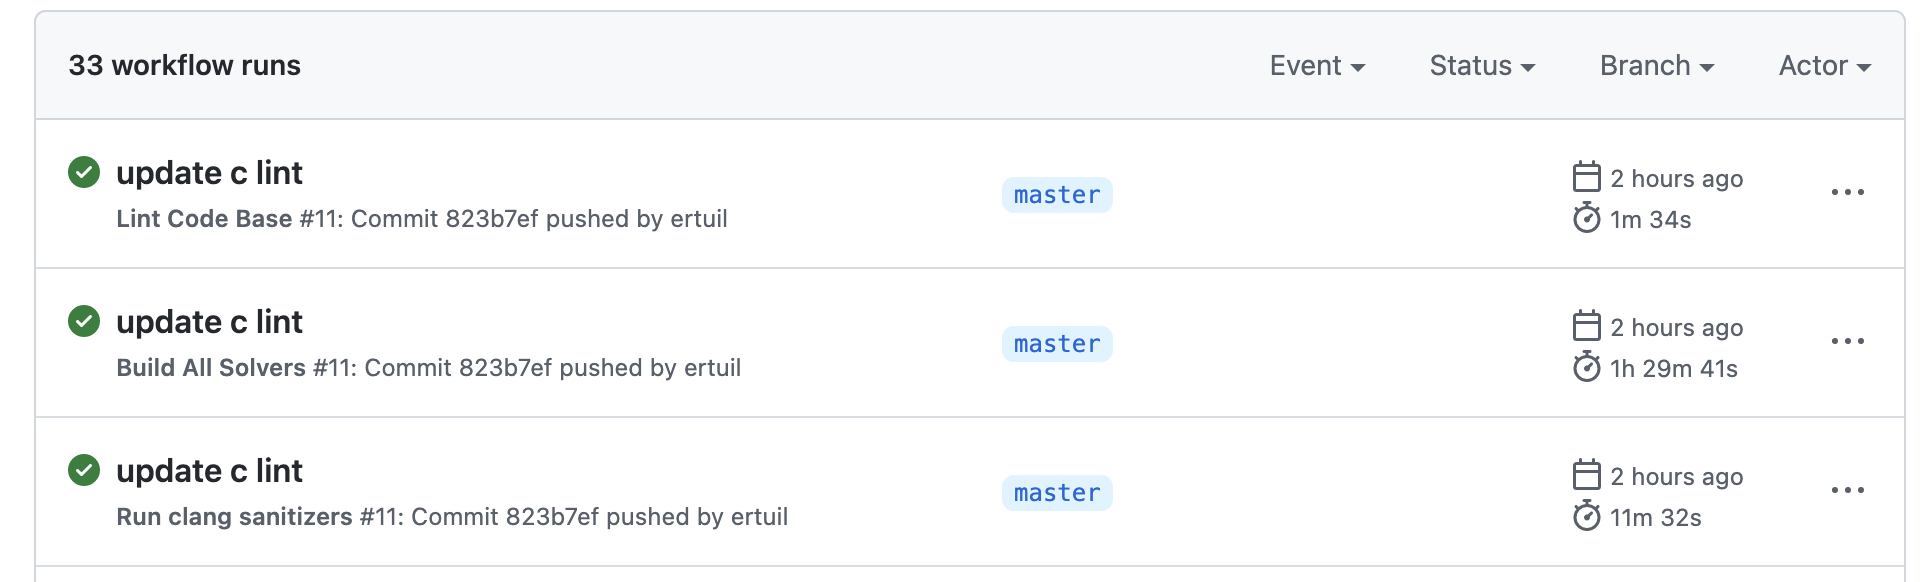 33 workflow runs
Event
Status
Branch
Actor
update c lint
Lint Code Base #11: Commit 823b7ef pushed by ertuil
master
2 hours ago
1m 34s
update c lint
Build All Solvers #11: Commit 823b7ef pushed by ertuil
master
2 hours ago
1h 29m 41s
update c lint
Run clang sanitizers #11: Commit 823b7ef pushed by ertuil
master
2 hours ago
11m 32s